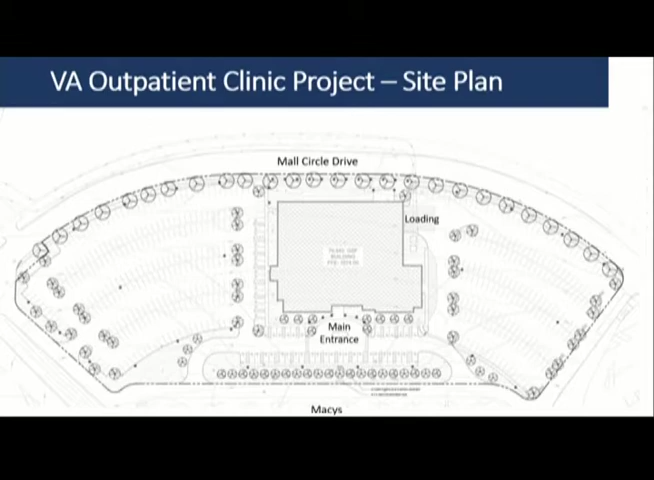 VA Outpatient Clinic Project – Site Plan
Mall Circle Drive
Loading
Main
Entrance
Macys